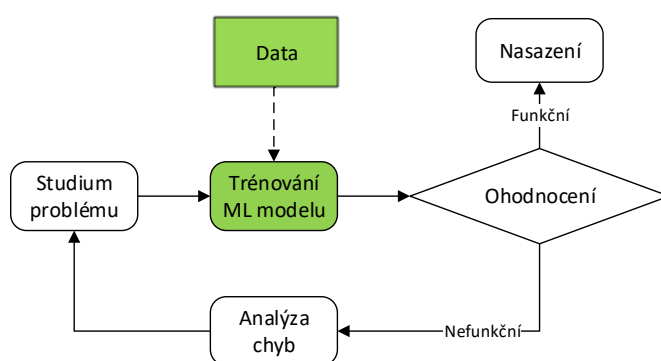 Data
Nasazení
Funkční
Studium
problému
Trénování
ML modelu
Ohodnocení
Analýza
chyb
Nefunkční